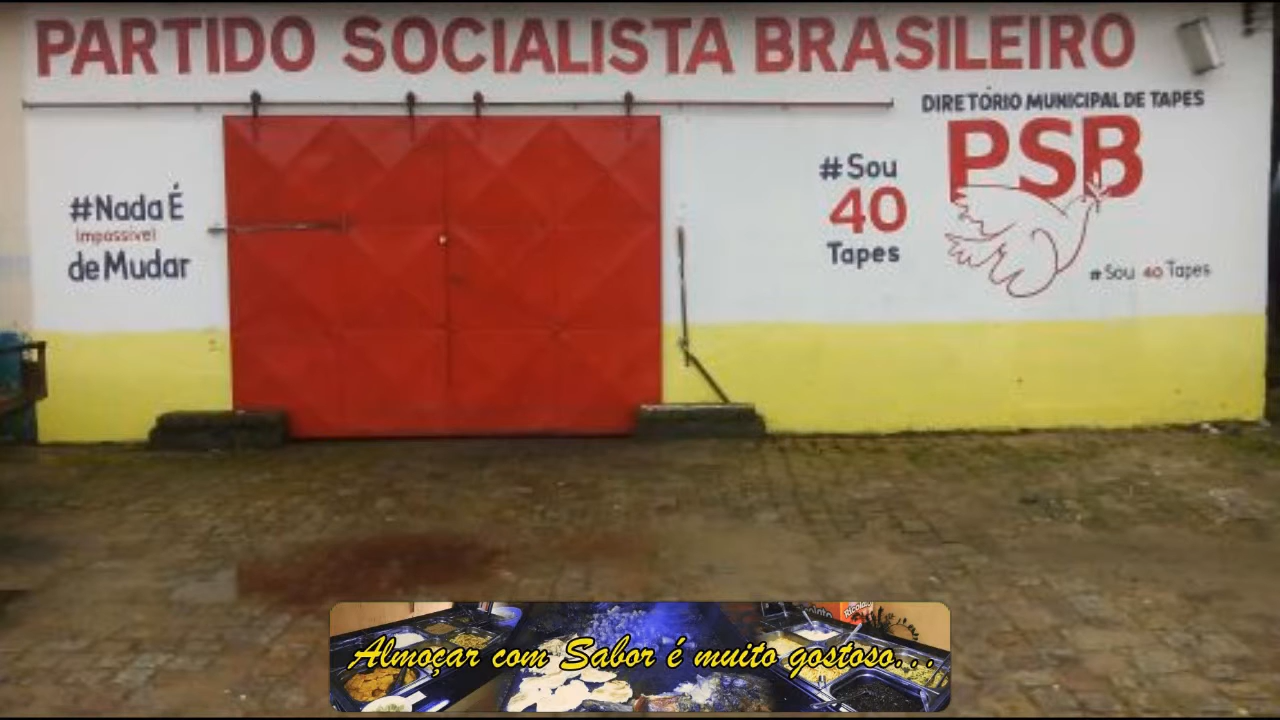 PARTIDO SOCIALISTA BRASILEIRO
DIRETÓRIO MUNICIPAL DE TAPES
PSB
#Sou
40
Tapes
#Sou 40 Tapes
#Nada É
Impossível
de Mudar
Almoçar com Sabor é muito gostoso...